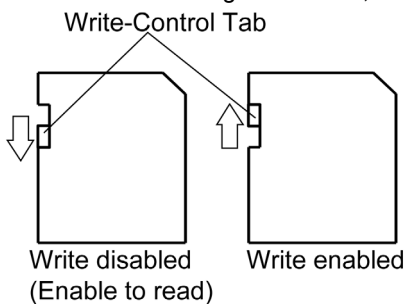 Write-Control Tab
Write disabled
(Enable to read)
Write enabled